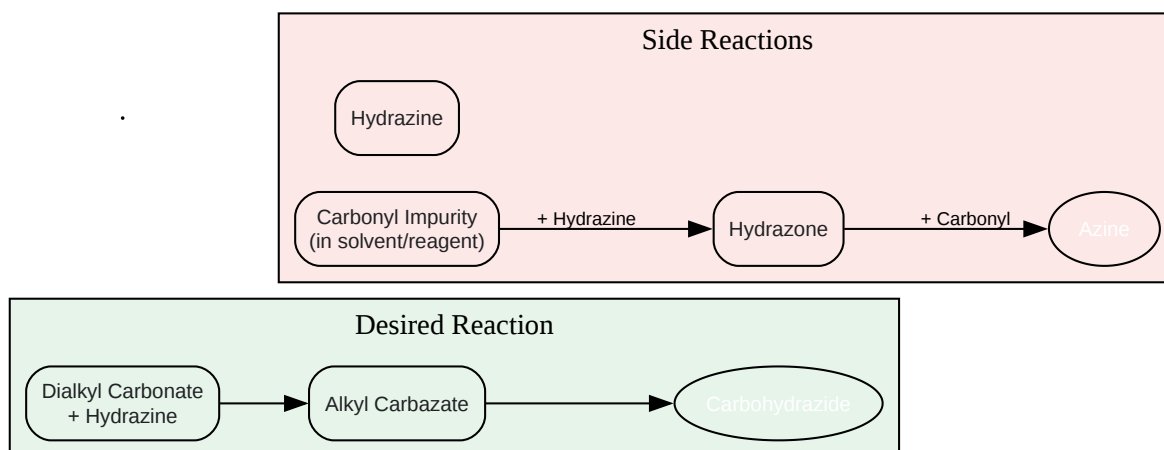 Side Reactions
Hydrazine
Carbonyl Impurity
(in solvent/reagent)
+ Hydrazine
Hydrazone
+ Carbonyl
Azine
Desired Reaction
Dialkyl Carbonate
+ Hydrazine
Alkyl Carbazate
Carbohydrazide